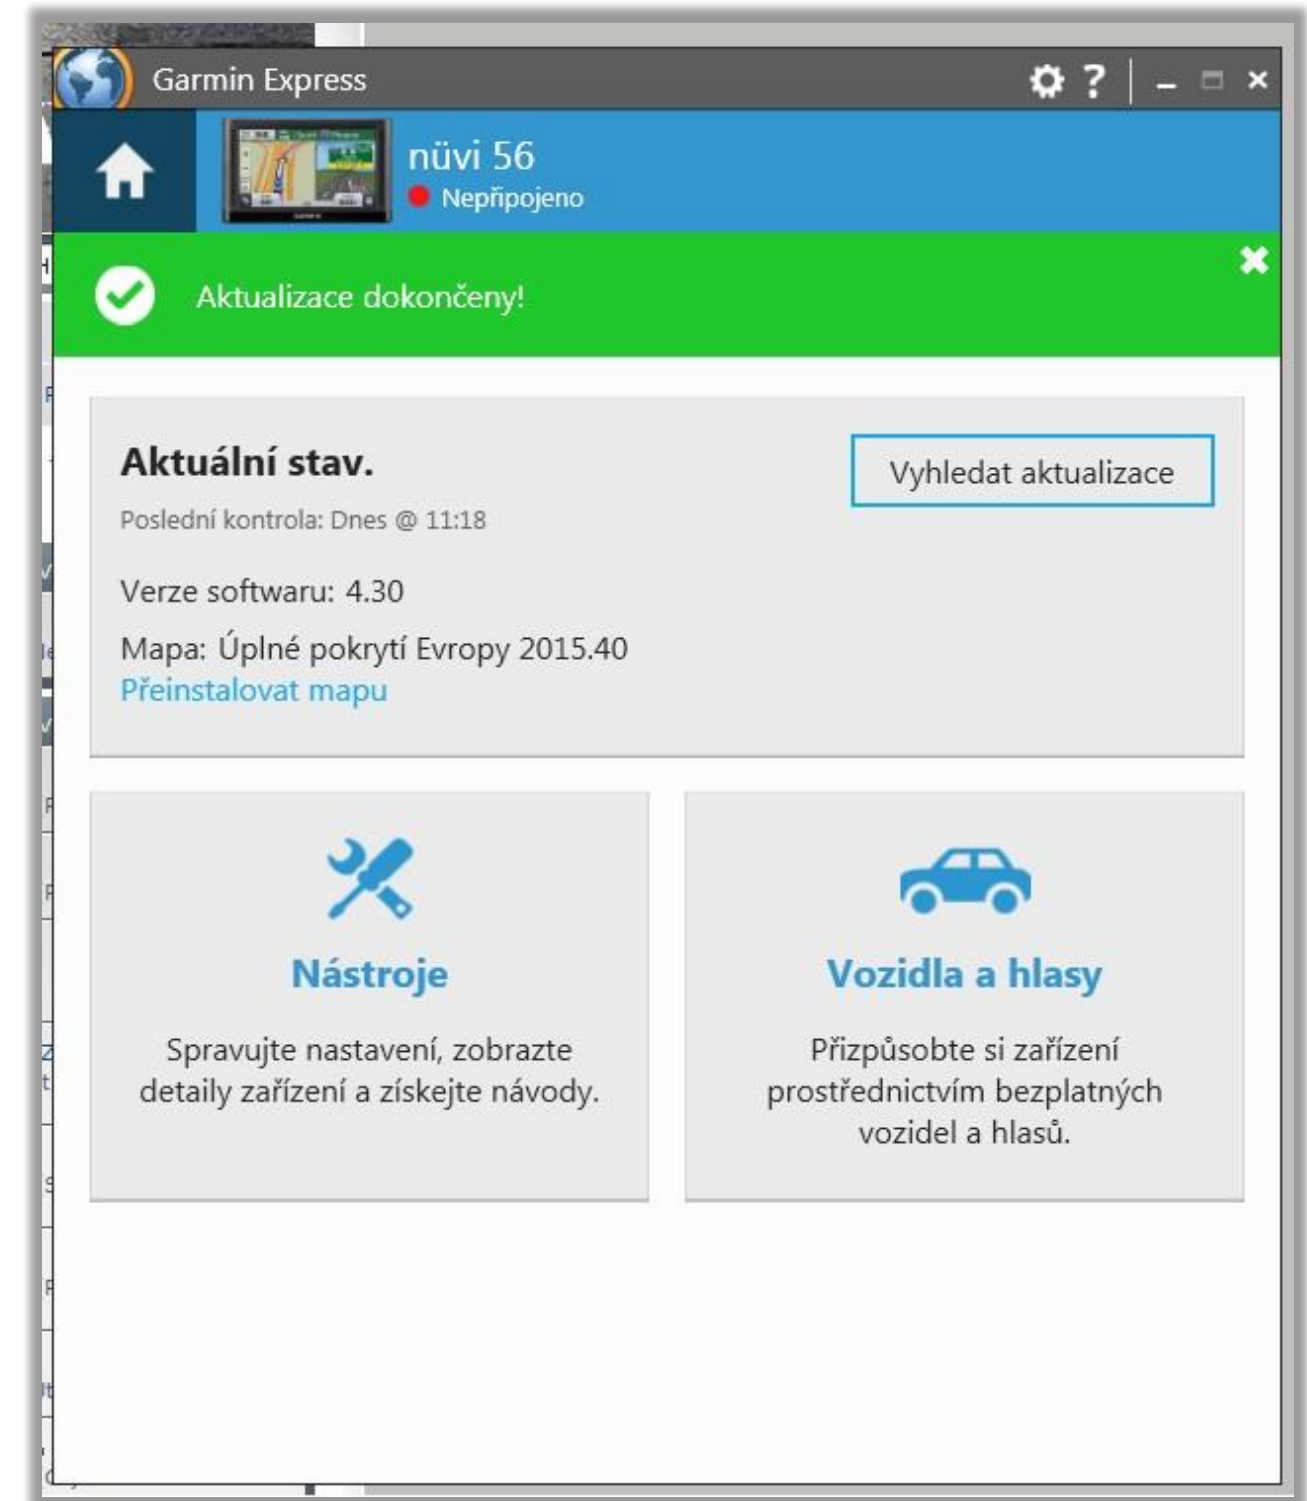 Garmin Express
?
nüvi 56
Nepřipojeno
Aktualizace dokončeny!
Aktuální stav.
Vyhledat aktualizace
Poslední kontrola: Dnes @ 11:18
Verze softwaru: 4.30
Mapa: Úplné pokrytí Evropy 2015.40
Přeinstalovat mapu
Nástroje
Spravujte nastavení, zobrazte
detaily zařízení a získejte návody.
Vozidla a hlasy
Přizpůsobte si zařízení
prostřednictvím bezplatných
vozidel a hlasů.